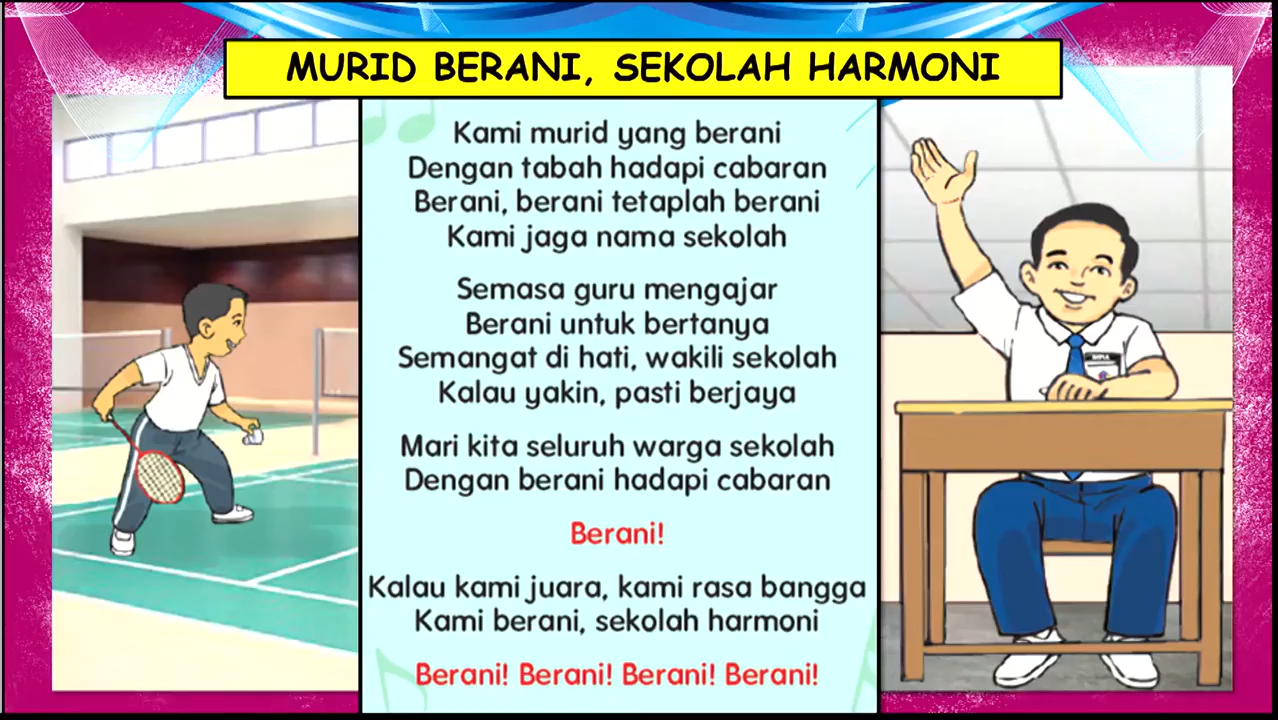 MURID BERANI, SEKOLAH HARMONI
Kami murid yang berani
Dengan tabah hadapi cabaran
Berani, berani tetaplah berani
Kami jaga nama sekolah
Semasa guru mengajar
Berani untuk bertanya
Semangat di hati, wakili sekolah
Kalau yakin, pasti berjaya
Mari kita seluruh warga sekolah
Dengan berani hadapi cabaran
Berani!
Kalau kami juara, kami rasa bangga
Kami berani, sekolah harmoni
Berani! Berani! Berani! Berani!